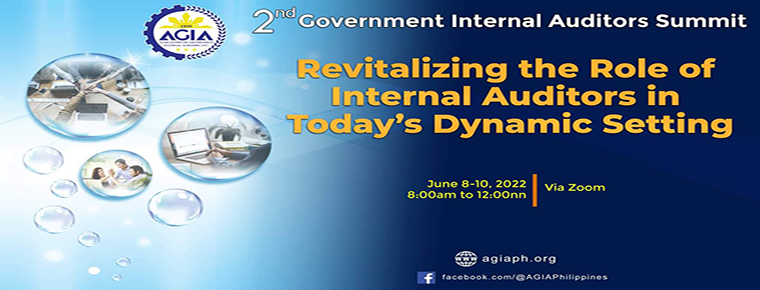 AGIA
2nd Government Internal Auditors Summit
Revitalizing the Role of
Internal Auditors in
Today's Dynamic Setting
June 8-10, 2022
8:00am to 12:00nn
Via Zoom
agiaph.org
facebook.com/@AGIAPhilippines